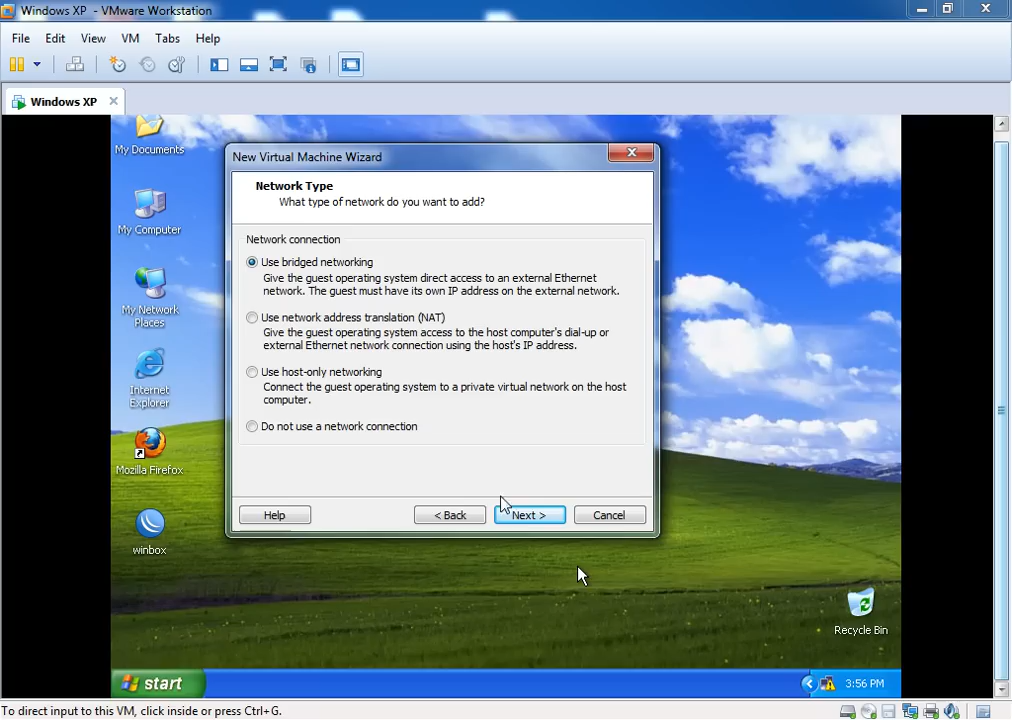 Windows XP - VMware Workstation
File Edit View VM Tabs Help
Windows XP
My Documents
My Computer
My Network
Places
Internet
Explorer
Mozilla Firefox
winbox
New Virtual Machine Wizard
Network Type
What type of network do you want to add?
Network connection
Use bridged networking
Give the guest operating system direct access to an external Ethernet
network. The guest must have its own IP address on the external network.
Use network address translation (NAT)
Give the guest operating system access to the host computer's dial-up or
external Ethernet network connection using the host's IP address.
Use host-only networking
Connect the guest operating system to a private virtual network on the host
computer.
Do not use a network connection
Help < Back Next > Cancel
Recycle Bin
start 3:56 PM
To direct input to this VM, click inside or press Ctrl+G.